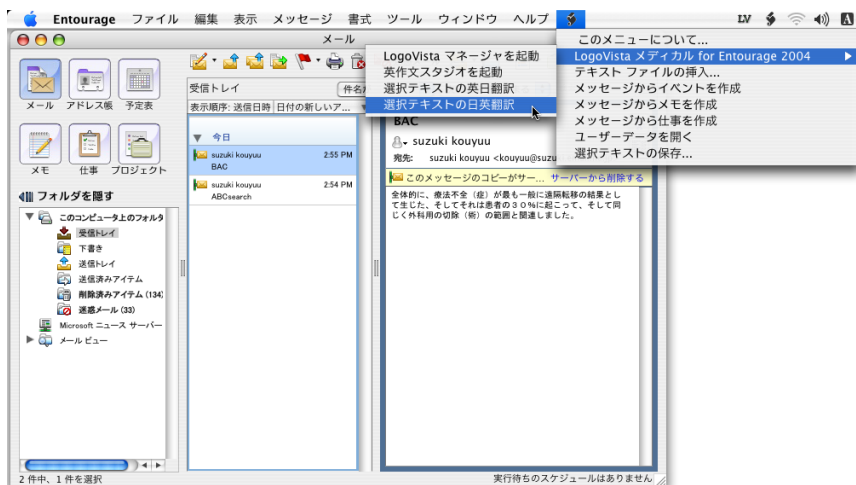 Entourage ファイル 編集 表示 メッセージ 書式 ツール ウィンドウ ヘルプ LV A
メール
このメニューについて...
LogoVista メディカル for Entourage 2004
テキスト ファイルの挿入...
メッセージからイベントを作成
メッセージからメモを作成
メッセージから仕事を作成
ユーザーデータを開く
選択テキストの保存...
LogoVista マネージャを起動
英作文スタジオを起動
選択テキストの英日翻訳
選択テキストの日英翻訳
メール アドレス帳 予定表
メモ 仕事 プロジェクト
フォルダを隠す
このコンピュータ上のフォルダ
受信トレイ
下書き
送信トレイ
送信済みアイテム
削除済みアイテム (134)
迷惑メール (33)
Microsoft ニュース サーバー
メール ビュー
受信トレイ
件名
表示順序: 送信日時 日付の新しいア...
今日
suzuki kouyuu 2:55 PM
BAC
suzuki kouyuu 2:54 PM
ABCsearch
BAC
suzuki kouyuu
宛先: suzuki kouyuu <kouyuu@suzu
このメッセージのコピーがサー... サーバーから削除する
全体的に、療法不全（症）が最も一般に遠隔転移の結果とし
て生じた、そしてそれは患者の３０％に起こって、そして同
じく外科用の切除（術）の範囲と関連しました。
2 件中、1 件を選択
実行待ちのスケジュールはありません